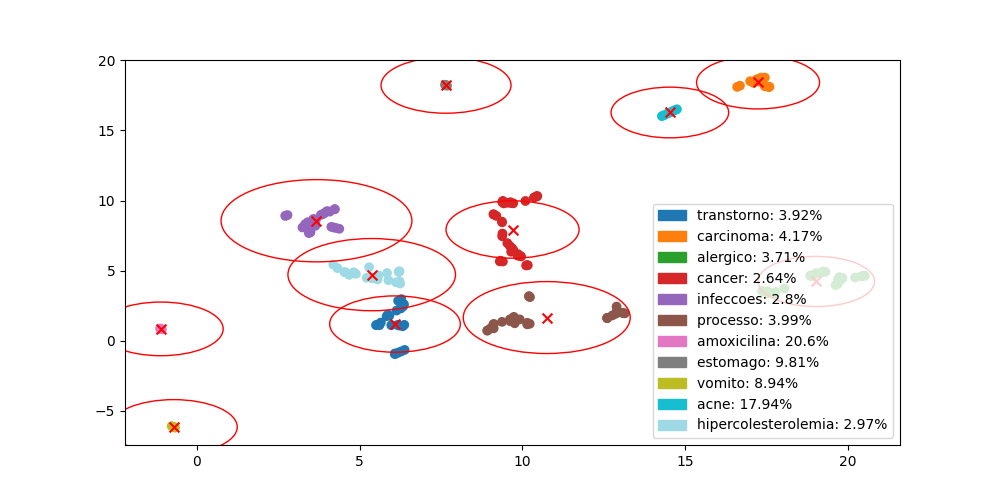 20
15
10
5
0
−5
0
5
10
15
20
transtorno: 3.92%
carcinoma: 4.17%
alergico: 3.71%
cancer: 2.64%
infeccoes: 2.8%
processo: 3.99%
amoxicilina: 20.6%
estomago: 9.81%
vomito: 8.94%
acne: 17.94%
hipercolesterolemia: 2.97%